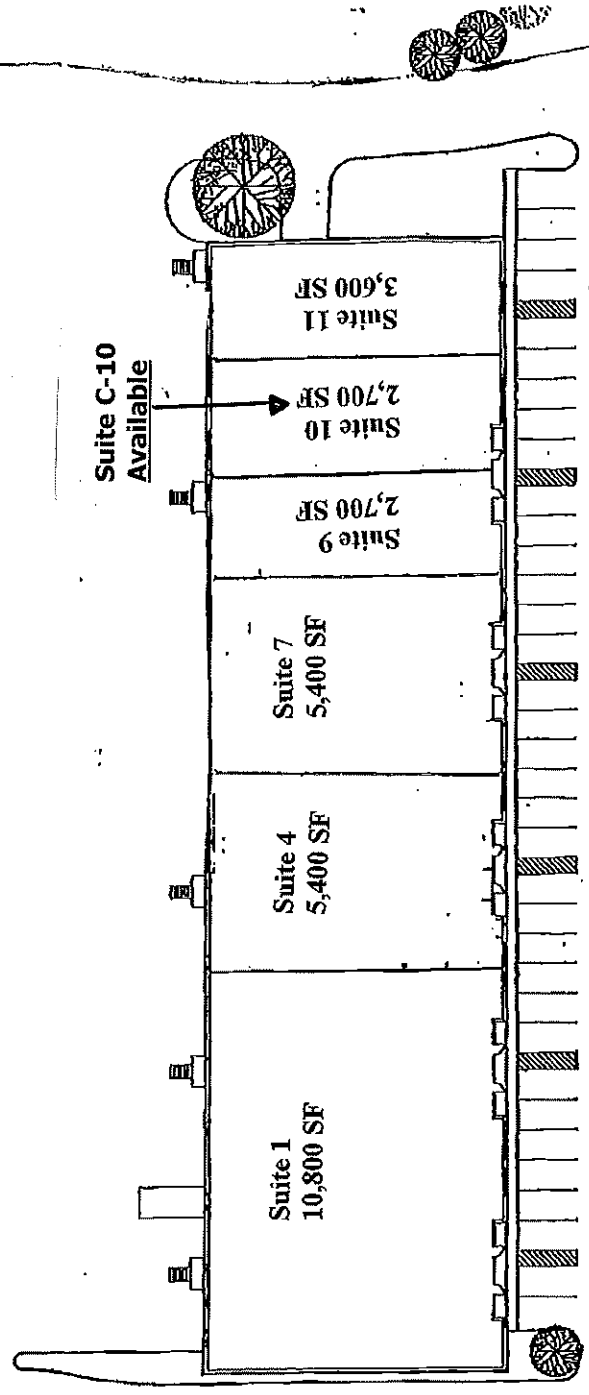 Suite C-10
Available
Suite 1
10,800 SF
Suite 4
5,400 SF
Suite 7
5,400 SF
Suite 9
2,700 SF
Suite 10
2,700 SF
Suite 11
3,600 SF